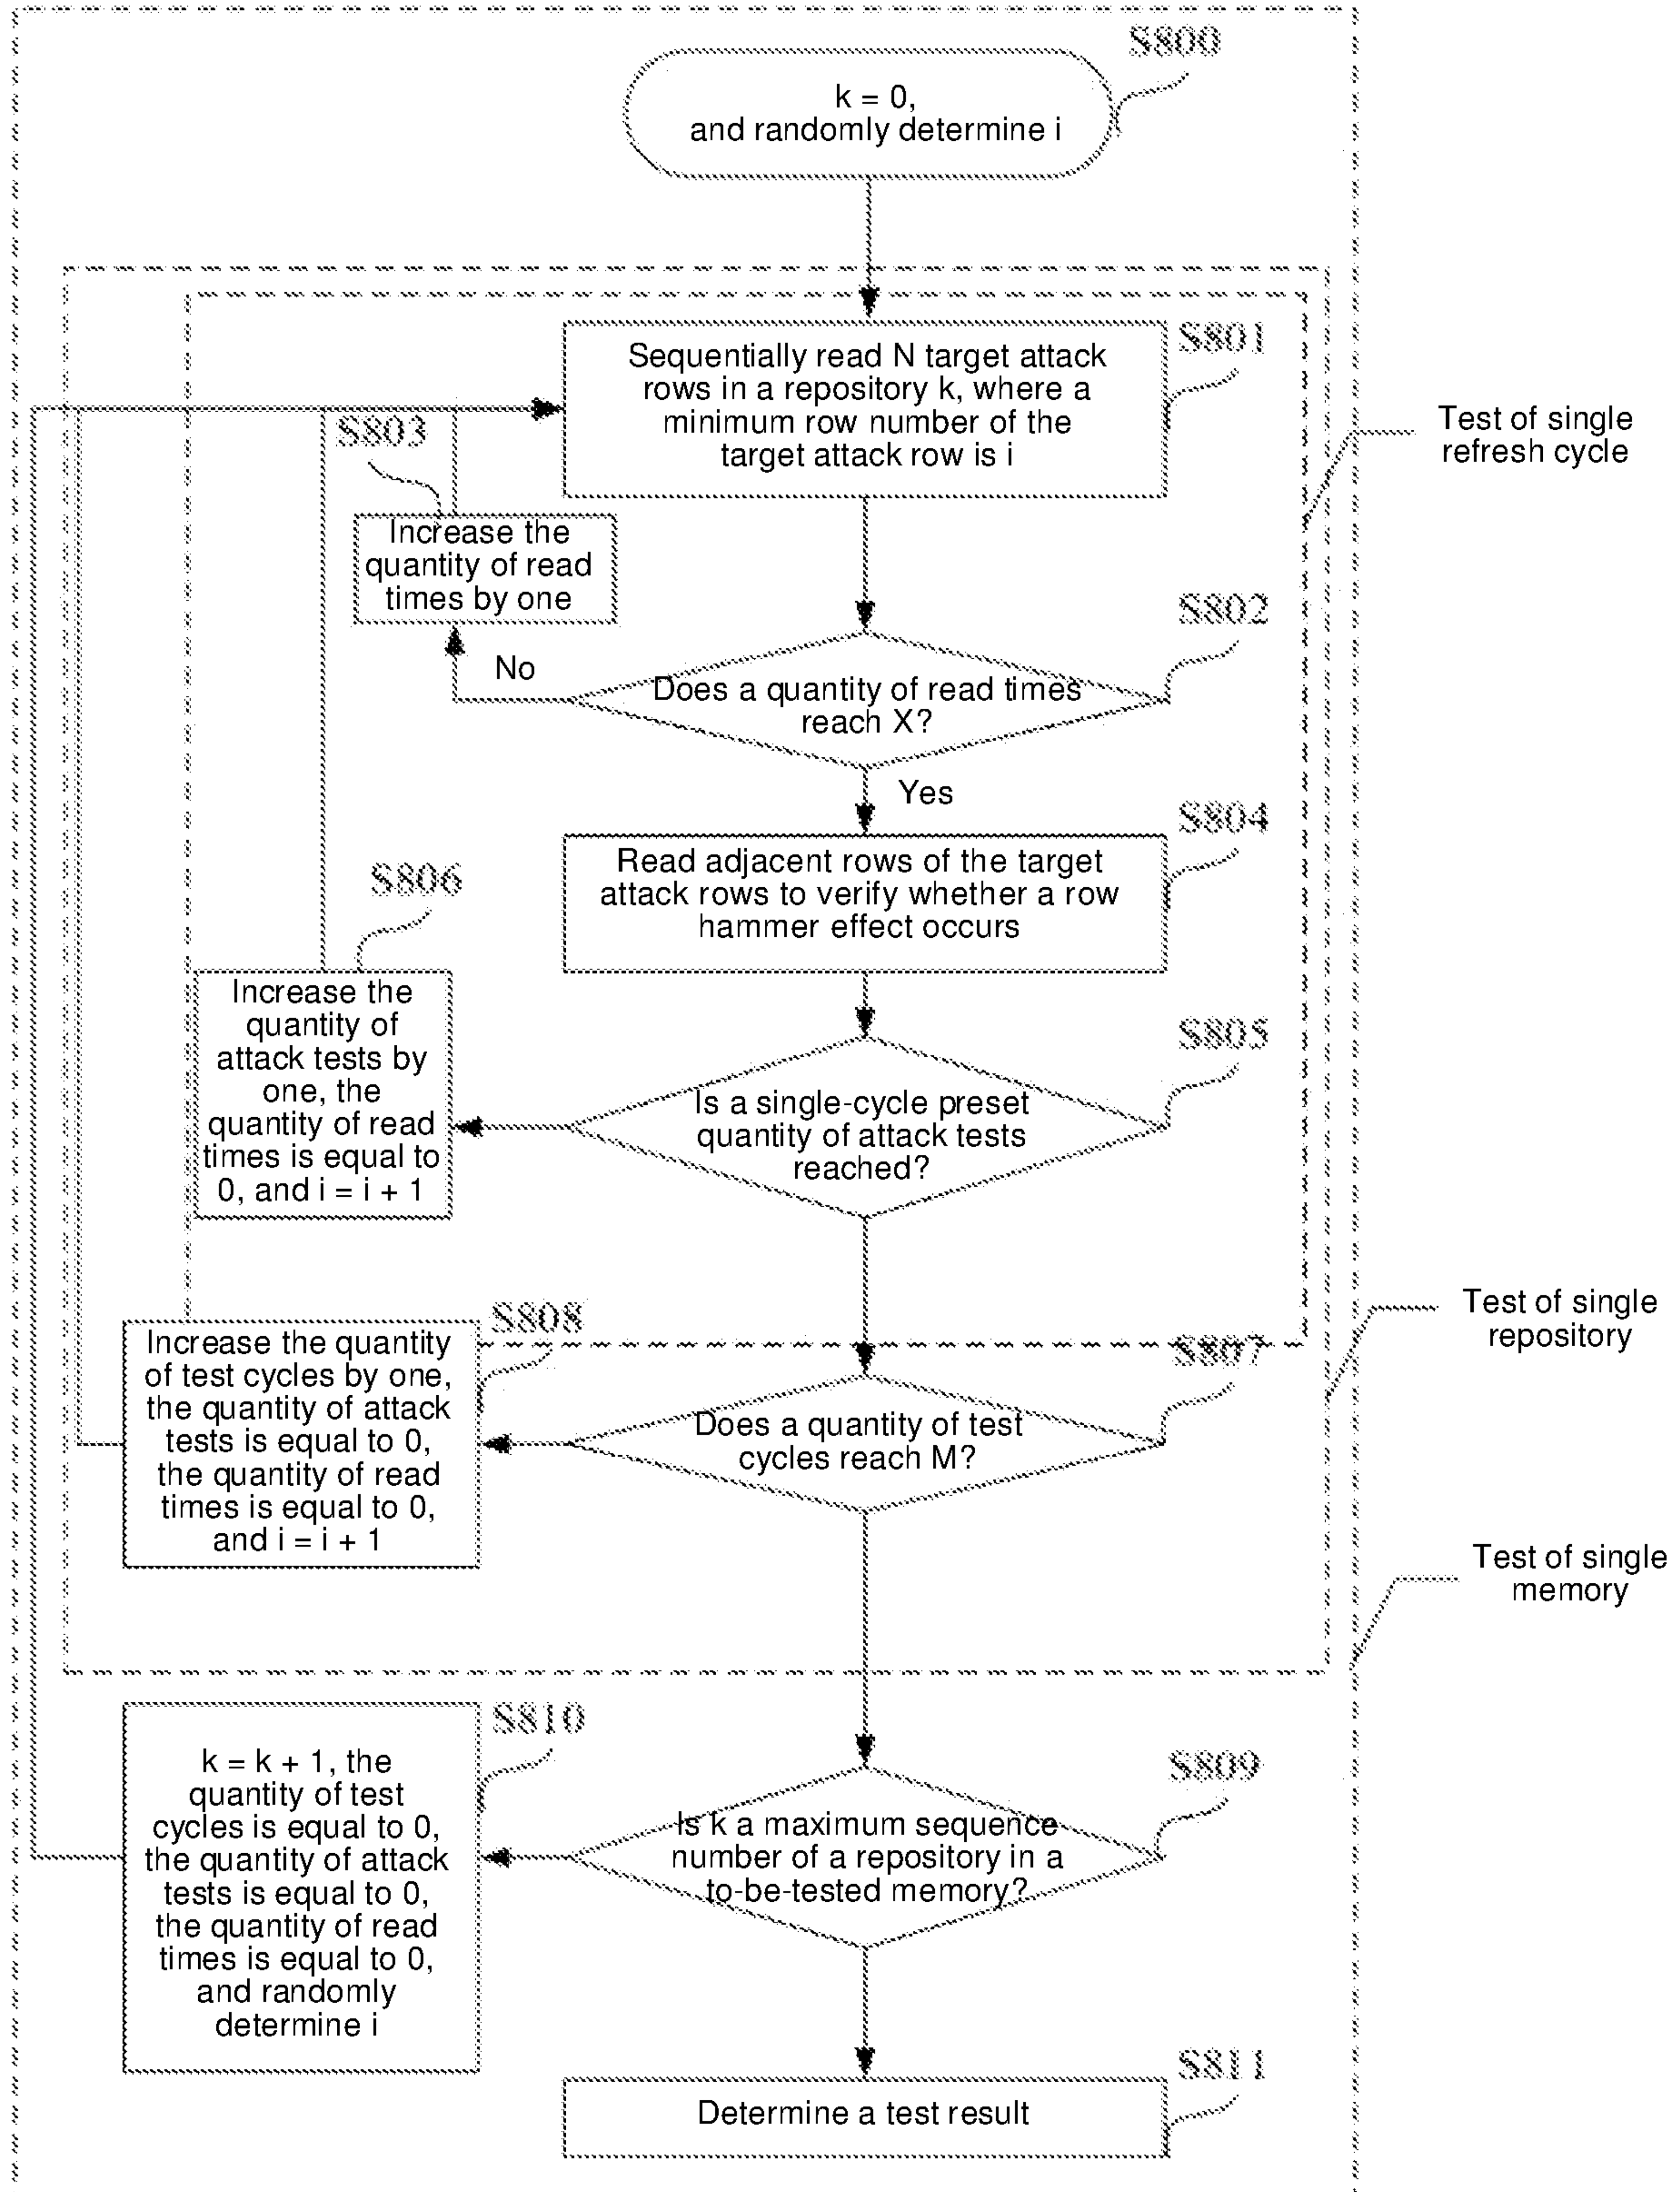 S800
k = 0,
and randomly determine i
S801
Sequentially read N target attack
rows in a repository k, where a
minimum row number of the
target attack row is i
Test of single
refresh cycle
S803
Increase the
quantity of read
times by one
S802
No
Does a quantity of read times
reach X?
Yes
S804
Read adjacent rows of the target
attack rows to verify whether a row
hammer effect occurs
S806
Increase the
quantity of
attack tests by
one, the
quantity of read
times is equal to
0, and i = i + 1
S805
Is a single-cycle preset
quantity of attack tests
reached?
Test of single
repository
S808
Increase the quantity
of test cycles by one,
the quantity of attack
tests is equal to 0,
the quantity of read
times is equal to 0,
and i = i + 1
S807
Does a quantity of test
cycles reach M?
Test of single
memory
S810
k = k + 1, the
quantity of test
cycles is equal to 0,
the quantity of attack
tests is equal to 0,
the quantity of read
times is equal to 0,
and randomly
determine i
S809
Is k a maximum sequence
number of a repository in a
to-be-tested memory?
S811
Determine a test result